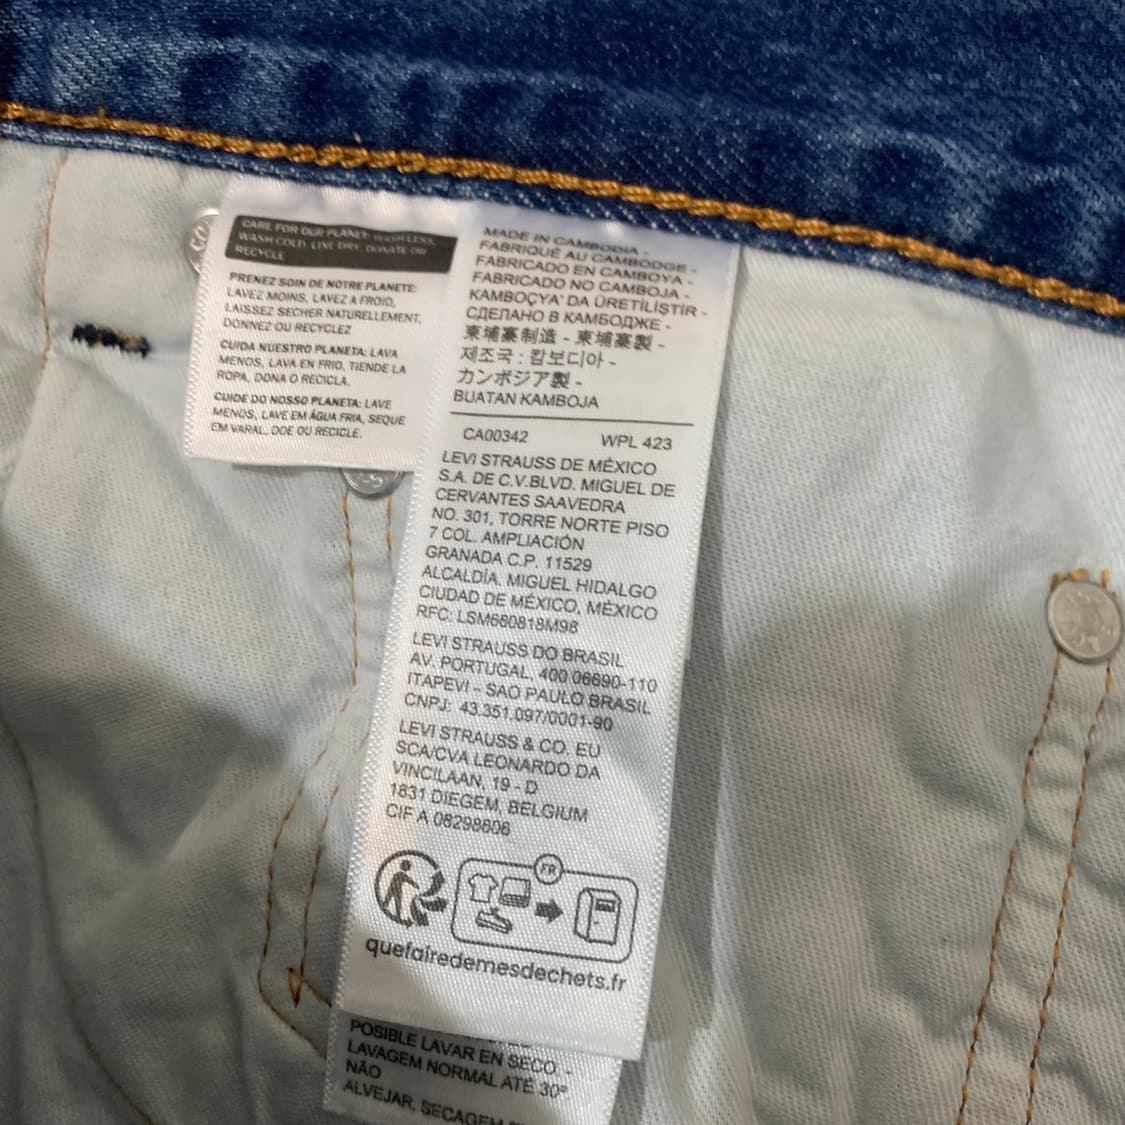 CARE FOR OUR PLANET: WASH LESS,
WASH COLD, LINE DRY, DONATE OR
RECYCLE
PRENEZ SOIN DE NOTRE PLANETE:
LAVEZ MOINS, LAVEZ A FROID,
LAISSEZ SECHER NATURELLEMENT,
DONNEZ OU RECYCLEZ
CUIDA NUESTRO PLANETA: LAVA
MENOS, LAVA EN FRIO, TIENDE LA
ROPA, DONA O RECICLA.
CUIDE DO NOSSO PLANETA: LAVE
MENOS, LAVE EM ÁGUA FRIA, SEQUE
EM VARAL, DOE OU RECICLE.
MADE IN CAMBODIA -
FABRIQUÉ AU CAMBODGE -
FABRICADO EN CAMBOYA -
FABRICADO NO CAMBOJA -
KAMBOÇYA' DA ÜRETİLİŞTİR -
СДЕЛАНО В КАМБОДЖЕ -
柬埔寨制造 - 柬埔寨製 -
제조국 : 캄보디아 -
カンボジア製 -
BUATAN KAMBOJA
CA00342 WPL 423
LEVI STRAUSS DE MÉXICO
S.A. DE C.V.BLVD. MIGUEL DE
CERVANTES SAAVEDRA
NO. 301, TORRE NORTE PISO
7 COL. AMPLIACIÓN
GRANADA C.P. 11529
ALCALDÍA. MIGUEL HIDALGO
CIUDAD DE MÉXICO, MÉXICO
RFC: LSM660818M98
LEVI STRAUSS DO BRASIL
AV. PORTUGAL, 400 06690-110
ITAPEVI - SAO PAULO BRASIL
CNPJ: 43.351.097/0001-90
LEVI STRAUSS & CO. EU
SCA/CVA LEONARDO DA
VINCILAAN, 19 - D
1831 DIEGEM, BELGIUM
CIF A 08298606
FR
quefairedemesdechets.fr
POSIBLE LAVAR EN SECO. -
LAVAGEM NORMAL ATÉ 30º
NÃO
ALVEJAR, SECAGEM